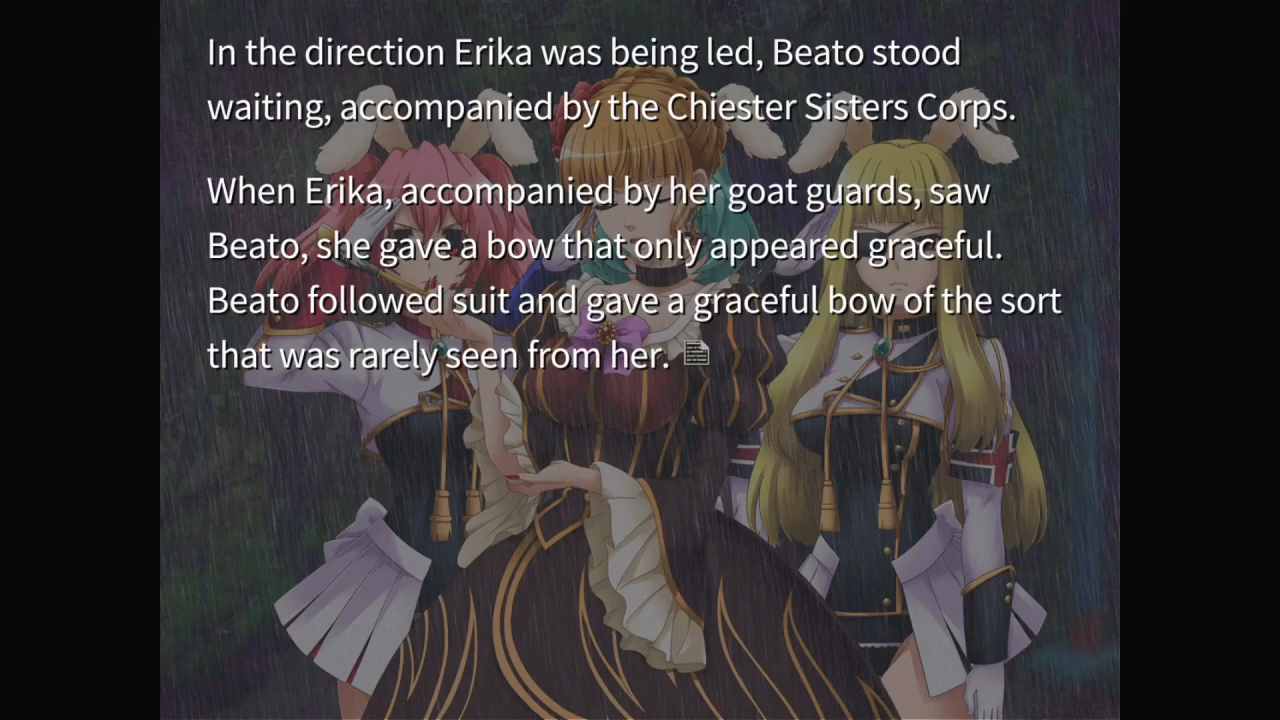 In the direction Erika was being led, Beato stood
waiting, accompanied by the Chiester Sisters Corps.
When Erika, accompanied by her goat guards, saw
Beato, she gave a bow that only appeared graceful.
Beato followed suit and gave a graceful bow of the sort
that was rarely seen from her.